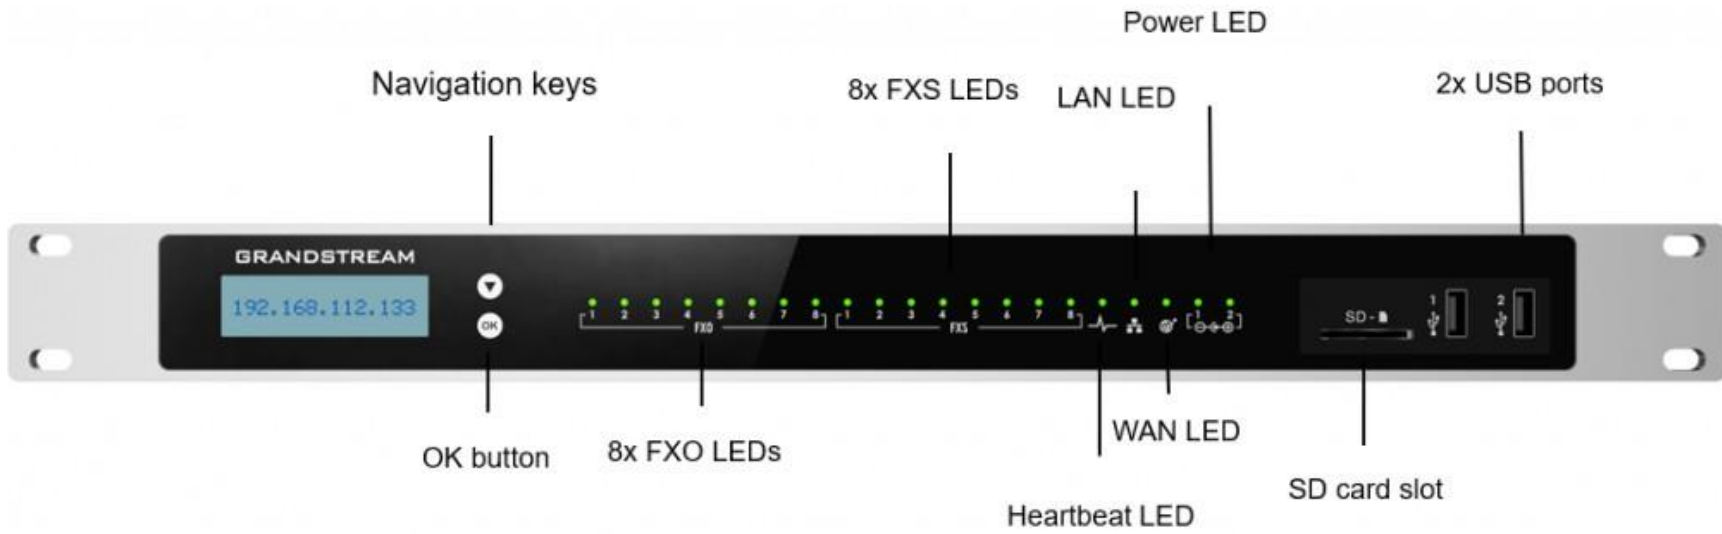 Power LED
Navigation keys
8x FXS LEDs
LAN LED
2x USB ports
GRANDSTREAM
192.168.112.133
OK
1 2 3 4 5 6 7 8
FXO
1 2 3 4 5 6 7 8
FXS
1 2
SD -
1
2
OK button
8x FXO LEDs
WAN LED
Heartbeat LED
SD card slot